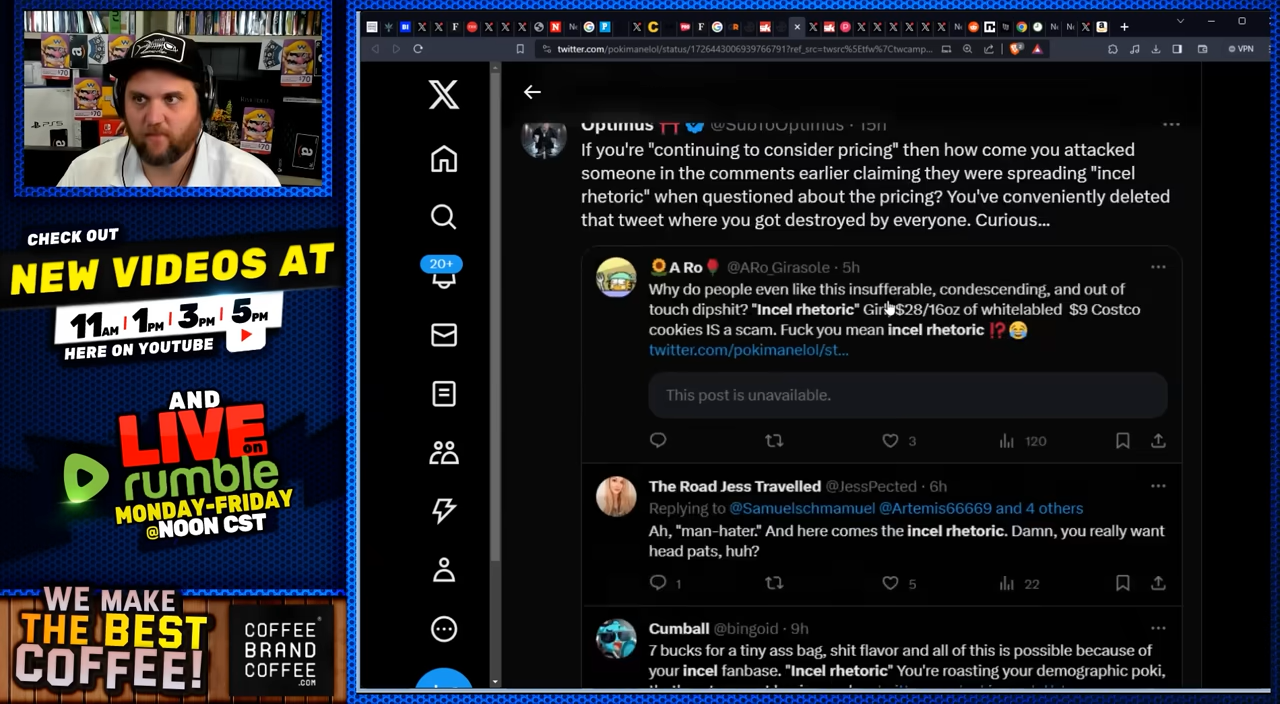 CHECK OUT
NEW VIDEOS AT
11AM | 1PM | 3PM | 5PM
HERE ON YOUTUBE
AND
LIVE on
rumble
MONDAY-FRIDAY
@NOON CST
WE MAKE
THE BEST
COFFEE!
COFFEE
BRAND
COFFEE
.COM
twitter.com/pokimanelol/status/1726443006939766791?ref_src=twsrc%5Etfw%7Ctwcamp...
VPN
20+
Optimus ⛩ @SubToOptimus · 15h
If you're "continuing to consider pricing" then how come you attacked
someone in the comments earlier claiming they were spreading "incel
rhetoric" when questioned about the pricing? You've conveniently deleted
that tweet where you got destroyed by everyone. Curious...
🌻A Ro🌹 @ARo_Girasole · 5h
Why do people even like this insufferable, condescending, and out of
touch dipshit? "Incel rhetoric" Girl $28/16oz of whitelabled $9 Costco
cookies IS a scam. Fuck you mean incel rhetoric ⁉️😂
twitter.com/pokimanelol/st...
This post is unavailable.
3
120
The Road Jess Travelled @JessPected · 6h
Replying to @Samuelschmamuel @Artemis66669 and 4 others
Ah, "man-hater." And here comes the incel rhetoric. Damn, you really want
head pats, huh?
1
5
22
Cumball @bingoid · 9h
7 bucks for a tiny ass bag, shit flavor and all of this is possible because of
your incel fanbase. "Incel rhetoric" You're roasting your demographic poki,